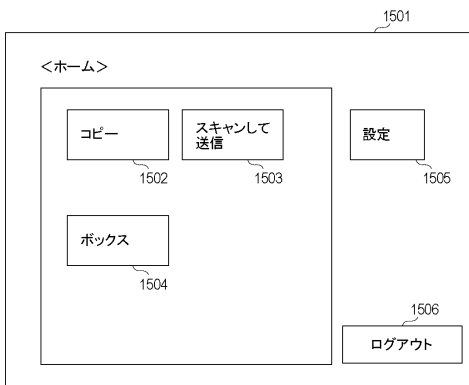 1501
<ホーム>
コピー
スキャンして
送信
設定
1502
1503
1505
ボックス
1504
1506
ログアウト